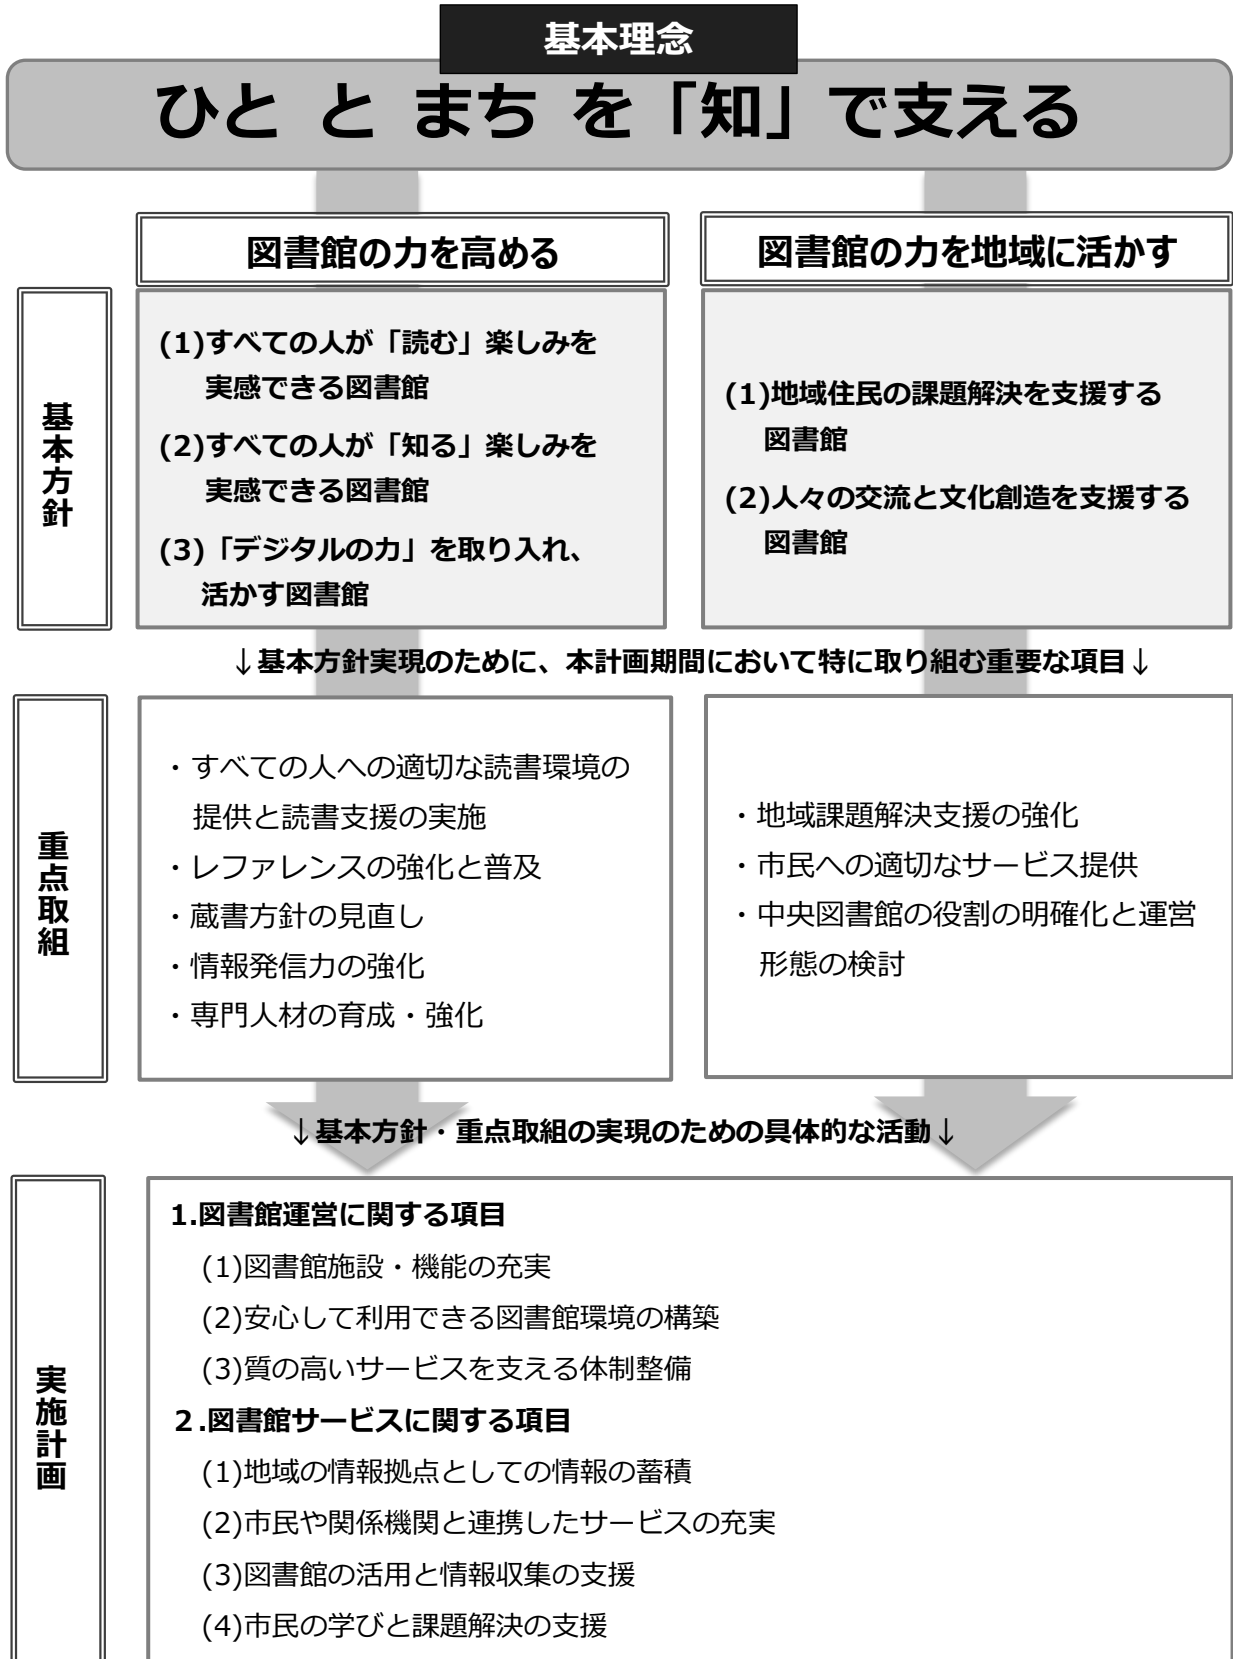 基本理念
ひと と まち を「知」で支える
図書館の力を高める
図書館の力を地域に活かす
基本方針
(1)すべての人が「読む」楽しみを
実感できる図書館
(2)すべての人が「知る」楽しみを
実感できる図書館
(3)「デジタルの力」を取り入れ、
活かす図書館
(1)地域住民の課題解決を支援する
図書館
(2)人々の交流と文化創造を支援する
図書館
↓基本方針実現のために、本計画期間において特に取り組む重要な項目↓
重点取組
・すべての人への適切な読書環境の
提供と読書支援の実施
・レファレンスの強化と普及
・蔵書方針の見直し
・情報発信力の強化
・専門人材の育成・強化
・地域課題解決支援の強化
・市民への適切なサービス提供
・中央図書館の役割の明確化と運営
形態の検討
↓基本方針・重点取組の実現のための具体的な活動↓
実施計画
1.図書館運営に関する項目
(1)図書館施設・機能の充実
(2)安心して利用できる図書館環境の構築
(3)質の高いサービスを支える体制整備
２.図書館サービスに関する項目
(1)地域の情報拠点としての情報の蓄積
(2)市民や関係機関と連携したサービスの充実
(3)図書館の活用と情報収集の支援
(4)市民の学びと課題解決の支援